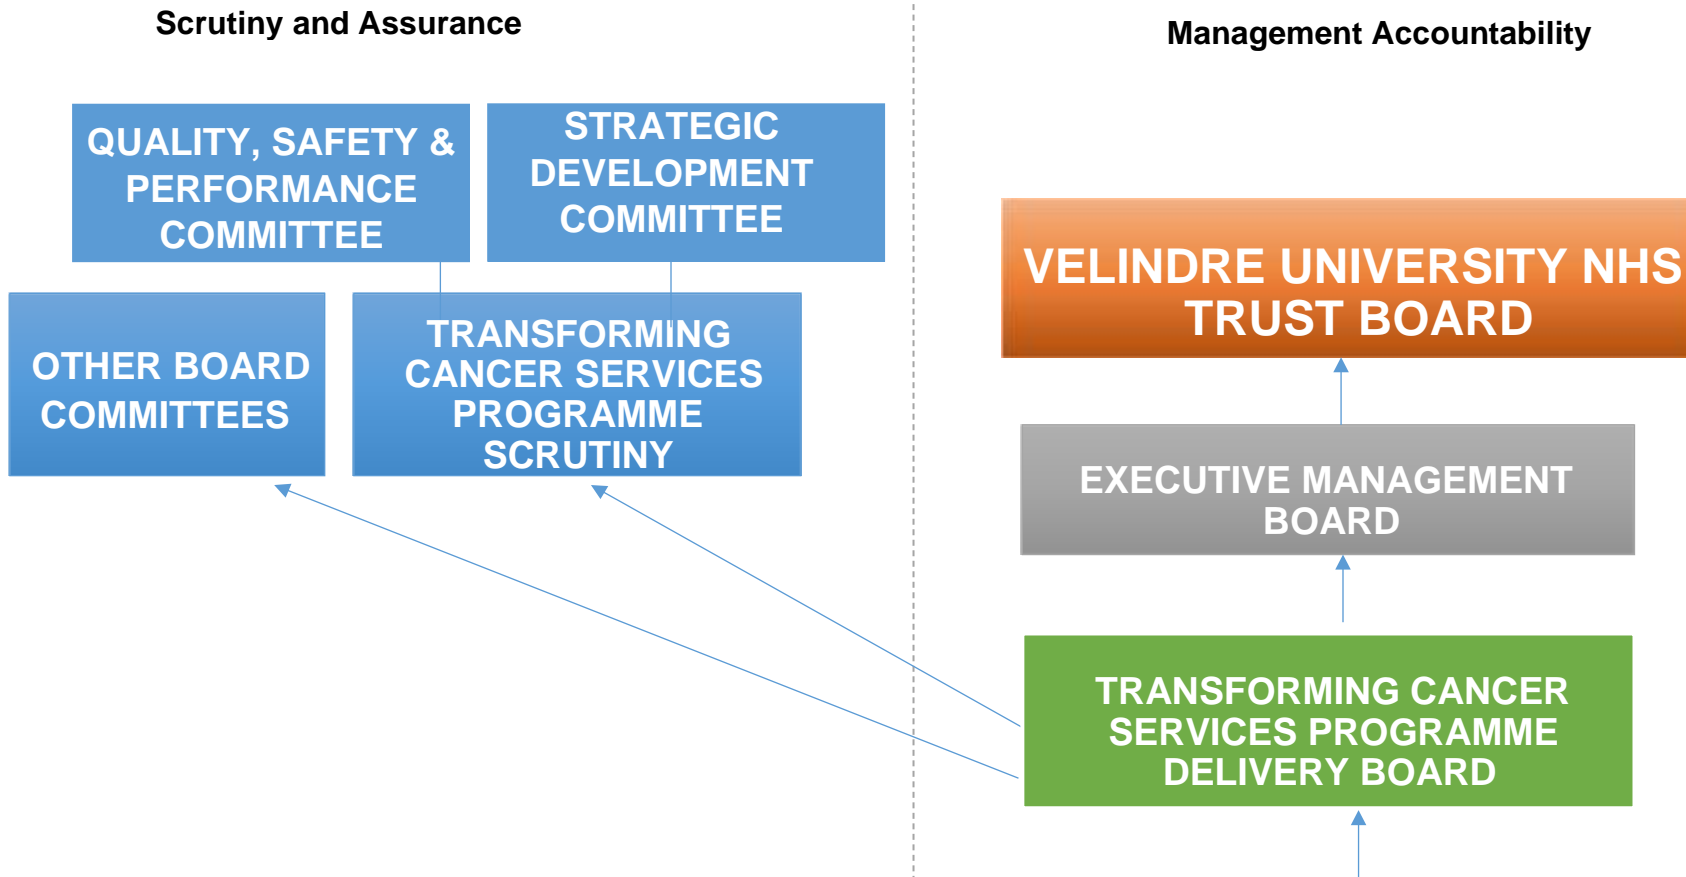 Scrutiny and Assurance
Management Accountability
QUALITY, SAFETY &
PERFORMANCE
COMMITTEE
STRATEGIC
DEVELOPMENT
COMMITTEE
OTHER BOARD
COMMITTEES
TRANSFORMING
CANCER SERVICES
PROGRAMME
SCRUTINY
VELINDRE UNIVERSITY NHS
TRUST BOARD
EXECUTIVE MANAGEMENT
BOARD
TRANSFORMING CANCER
SERVICES PROGRAMME
DELIVERY BOARD